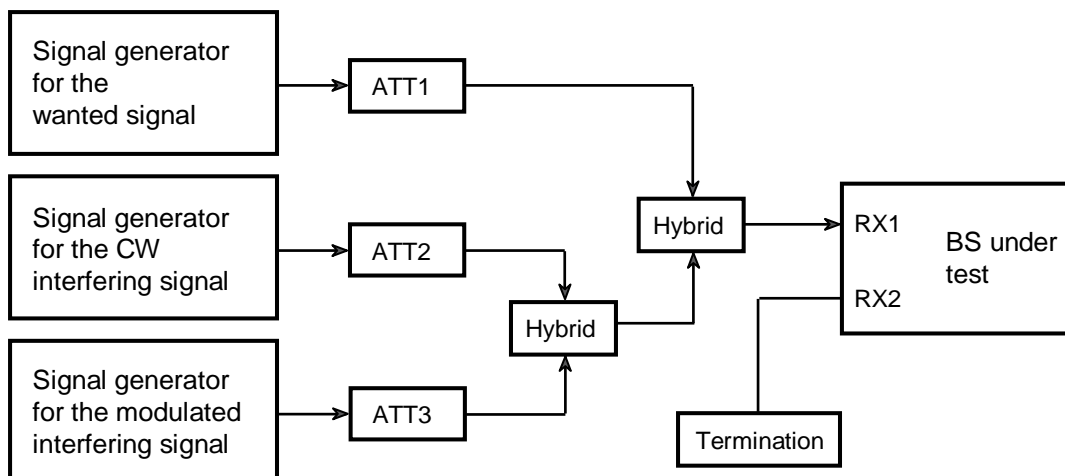 Signal generator
for the
wanted signal
ATT1
Signal generator
for the CW
interfering signal
ATT2
Signal generator
for the modulated
interfering signal
ATT3
Hybrid
Hybrid
RX1
RX2
BS under
test
Termination